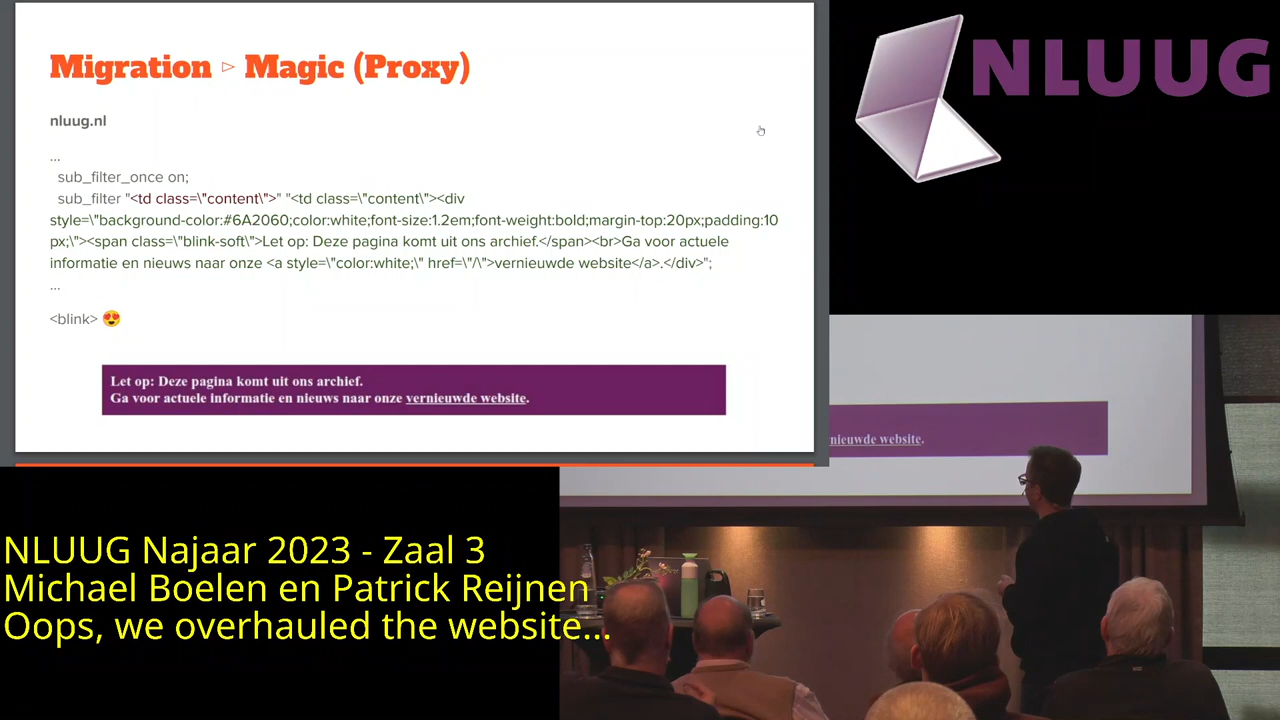 Migration ▷ Magic (Proxy)
nluug.nl
...
sub_filter_once on;
sub_filter "<td class=\"content\">" "<td class=\"content\"><div
style=\"background-color:#6A2060;color:white;font-size:1.2em;font-weight:bold;margin-top:20px;padding:10
px;\"><span class=\"blink-soft\">Let op: Deze pagina komt uit ons archief.</span><br>Ga voor actuele
informatie en nieuws naar onze <a style=\"color:white;\" href=\"/\">vernieuwde website</a>.</div>";
...
<blink> 😍
Let op: Deze pagina komt uit ons archief.
Ga voor actuele informatie en nieuws naar onze vernieuwde website.
NLUUG
nieuwde website.
NLUUG Najaar 2023 - Zaal 3
Michael Boelen en Patrick Reijnen
Oops, we overhauled the website...